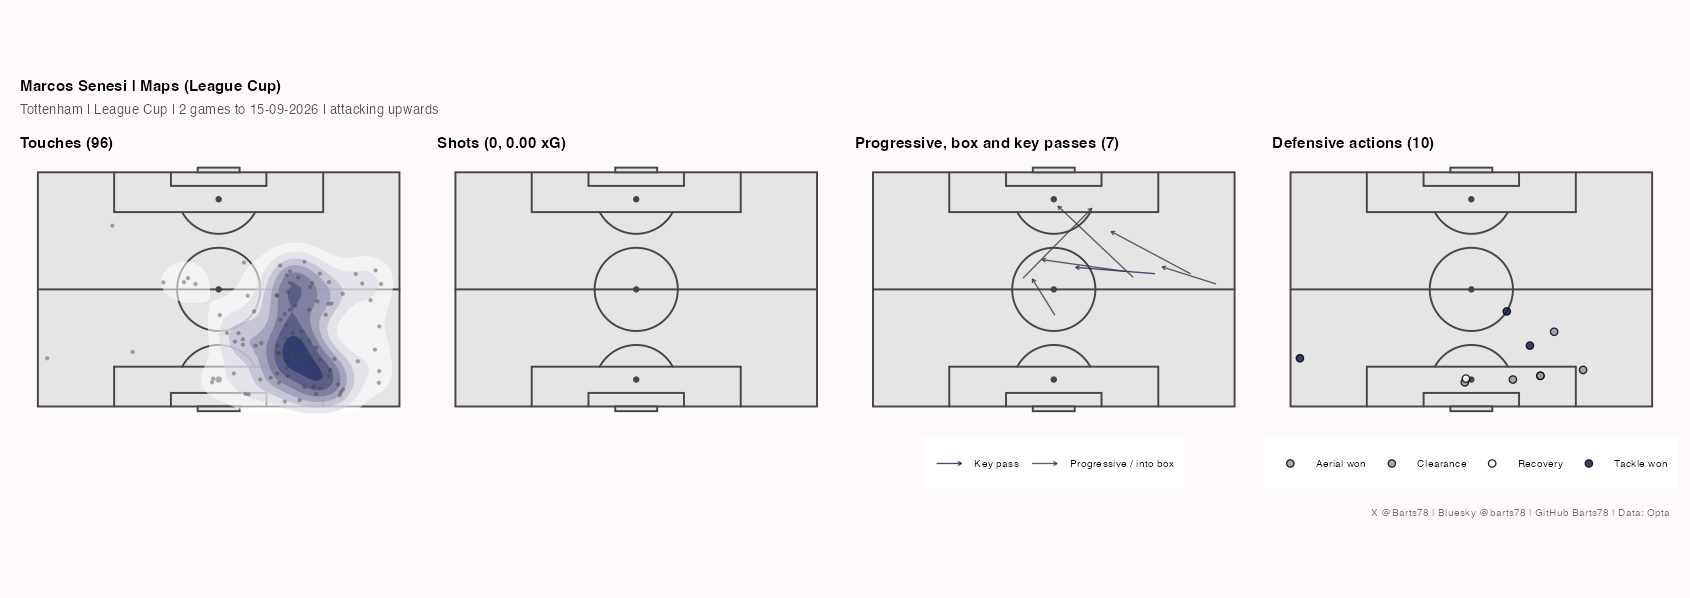 Marcos Senesi | Maps (League Cup)
Tottenham | League Cup | 2 games to 15-09-2026 | attacking upwards
Touches (96)
Shots (0, 0.00 xG)
Progressive, box and key passes (7)
Defensive actions (10)
Key pass
Progressive / into box
Aerial won
Clearance
Recovery
Tackle won
X @Barts78 | Bluesky @barts78 | GitHub Barts78 | Data: Opta